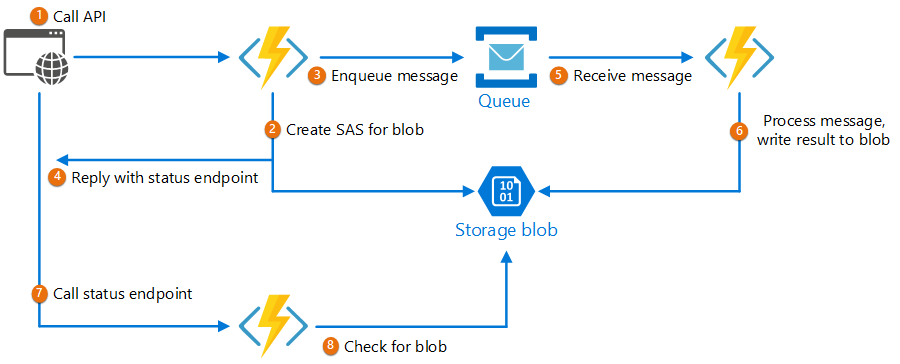 1 Call API
3 Enqueue message
5 Receive message
Queue
2 Create SAS for blob
6 Process message,
write result to blob
4 Reply with status endpoint
10
01
Storage blob
7 Call status endpoint
8 Check for blob